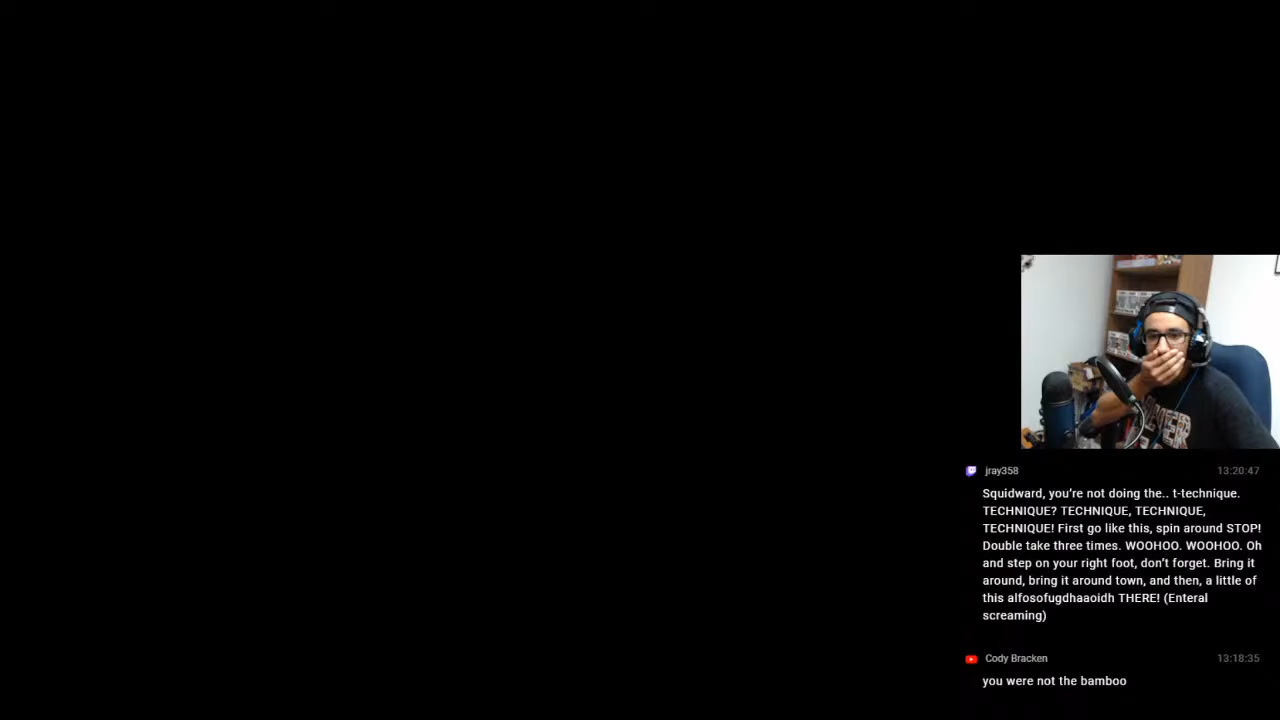 jray358 13:20:47
Squidward, you're not doing the.. t-technique.
TECHNIQUE? TECHNIQUE, TECHNIQUE,
TECHNIQUE! First go like this, spin around STOP!
Double take three times. WOOHOO. WOOHOO. Oh
and step on your right foot, don't forget. Bring it
around, bring it around town, and then, a little of
this alfosofugdhaaoidh THERE! (Enteral
screaming)
Cody Bracken 13:18:35
you were not the bamboo